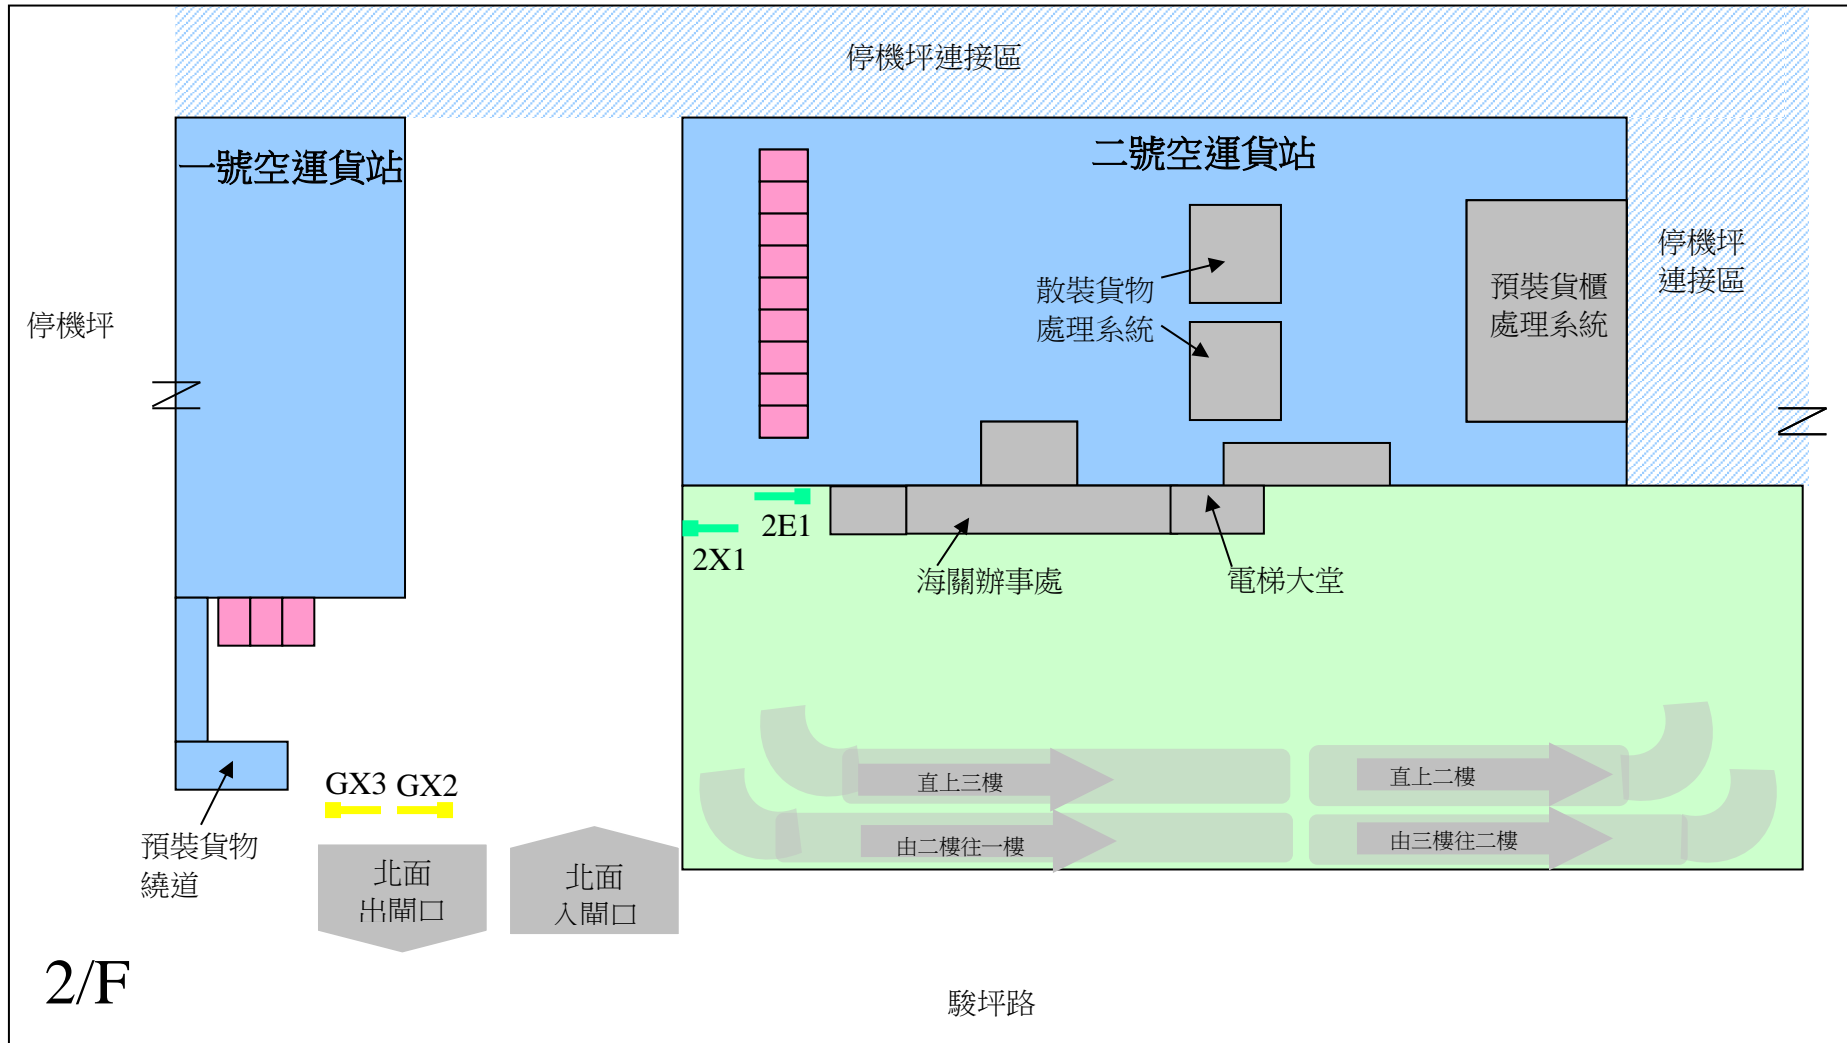 停機坪連接區
一號空運貨站
二號空運貨站
停機坪
連接區
散裝貨物
處理系統
預裝貨櫃
處理系統
停機坪
2E1
2X1
海關辦事處
電梯大堂
直上三樓
直上二樓
由二樓往一樓
由三樓往二樓
GX3
GX2
預裝貨物
繞道
北面
出閘口
北面
入閘口
2/F
駿坪路